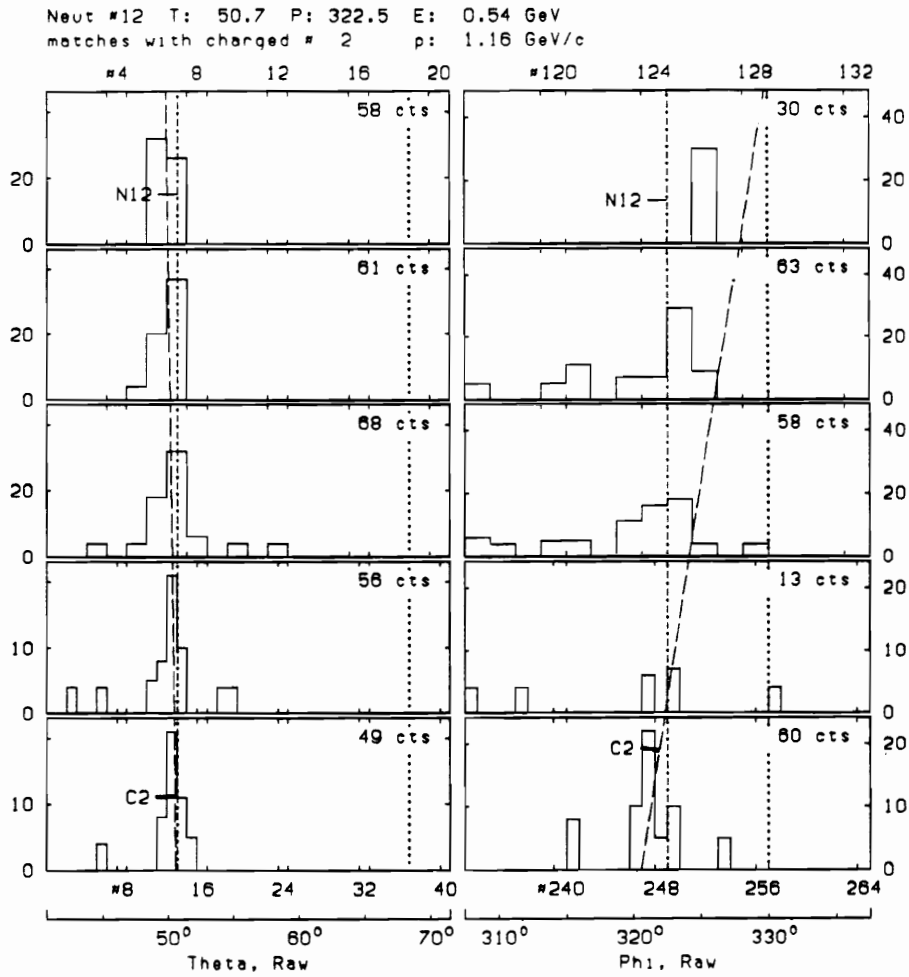 Neut #12 T: 50.7 P: 322.5 E: 0.54 GeV
matches with charged # 2 p: 1.16 GeV/c
#4 8 12 16 20 #120 124 128 132
58 cts 30 cts 40
20 N12 N12 20
0 0
61 cts 63 cts 40
20 20
0 0
68 cts 58 cts 40
20 20
0 0
56 cts 13 cts 20
10 10
0 0
49 cts 60 cts 20
C2 C2
10 10
0 0
#8 16 24 32 40 #240 248 256 264
50° 60° 70° 310° 320° 330°
Theta, Raw Phi, Raw